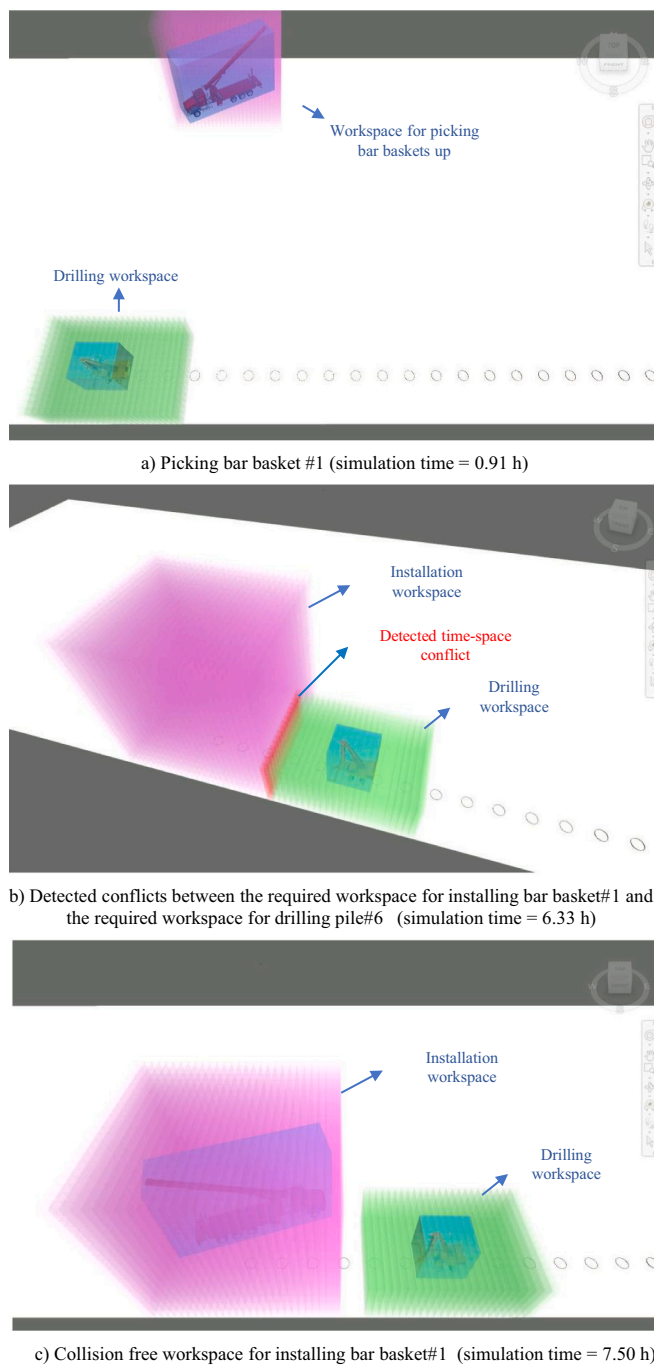 TOP
FRONT
Workspace for picking
bar baskets up
Drilling workspace
a) Picking bar basket #1 (simulation time = 0.91 h)
Installation
workspace
Detected time-space
conflict
Drilling
workspace
b) Detected conflicts between the required workspace for installing bar basket#1 and
the required workspace for drilling pile#6 (simulation time = 6.33 h)
Installation
workspace
Drilling
workspace
c) Collision free workspace for installing bar basket#1 (simulation time = 7.50 h)